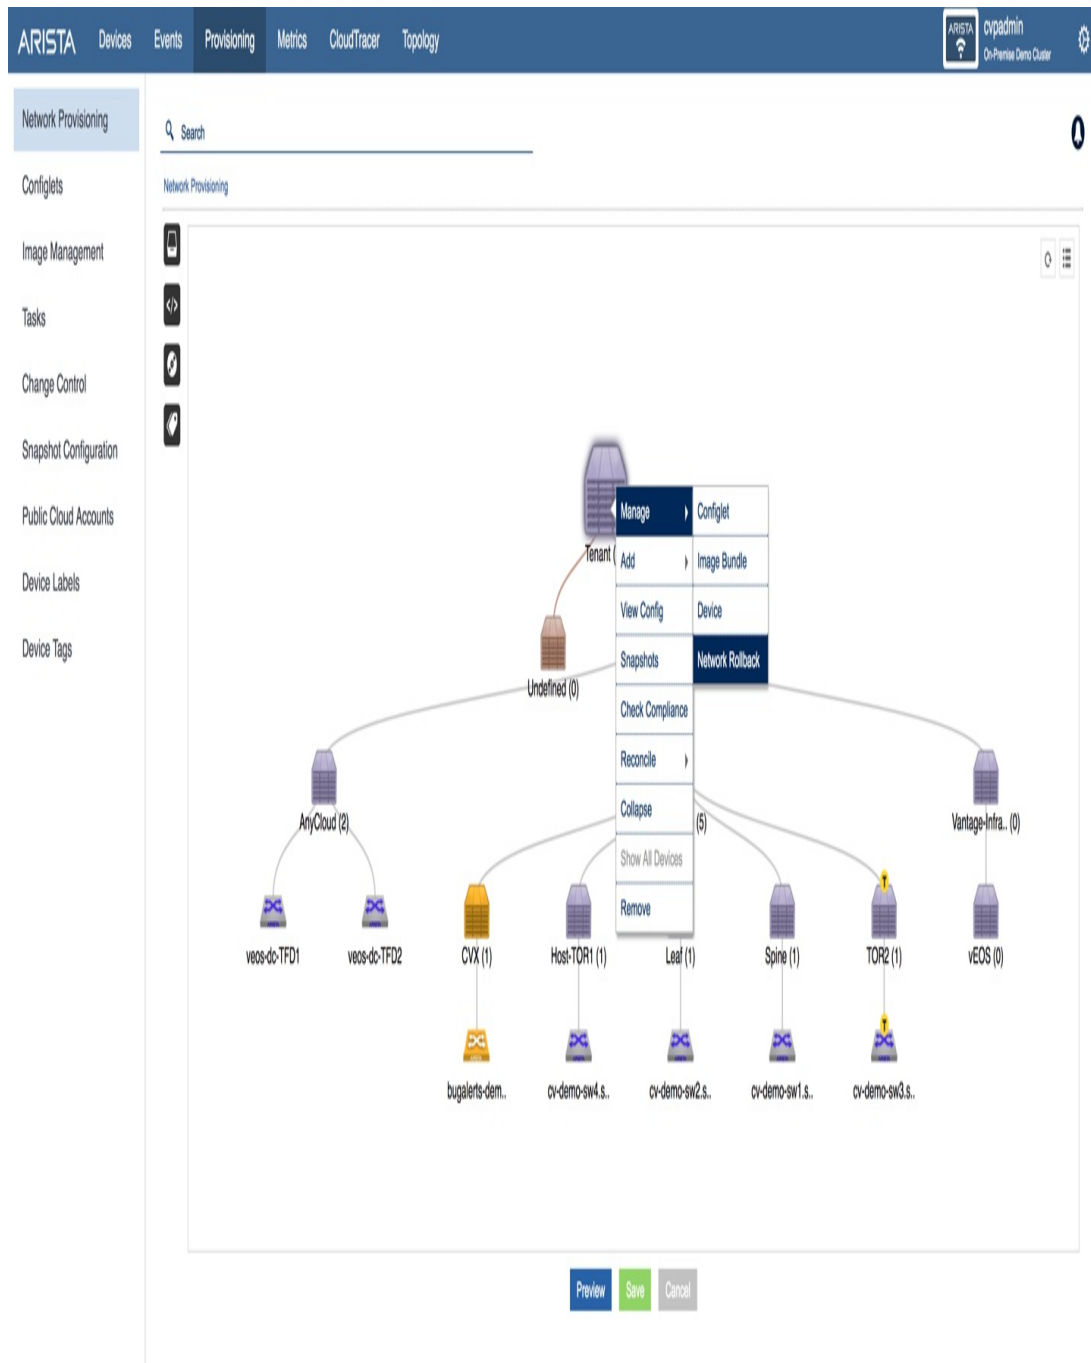 ARISTA Devices Events Provisioning Metrics CloudTracer Topology
ARISTA cvpadmin
On-Premise Demo Cluster
Network Provisioning
Configlets
Image Management
Tasks
Change Control
Snapshot Configuration
Public Cloud Accounts
Device Labels
Device Tags
Search
Network Provisioning
Tenant (
Manage
Add
View Config
Snapshots
Check Compliance
Reconcile
Collapse
Show All Devices
Remove
Configlet
Image Bundle
Device
Network Rollback
Undefined (0)
AnyCloud (2)
(5)
Vantage-Infra.. (0)
veos-dc-TFD1
veos-dc-TFD2
CVX (1)
Host-TOR1 (1)
Leaf (1)
Spine (1)
T
TOR2 (1)
vEOS (0)
bugalerts-dem..
cv-demo-sw4.s..
cv-demo-sw2.s..
cv-demo-sw1.s..
T
cv-demo-sw3.s..
Preview Save Cancel